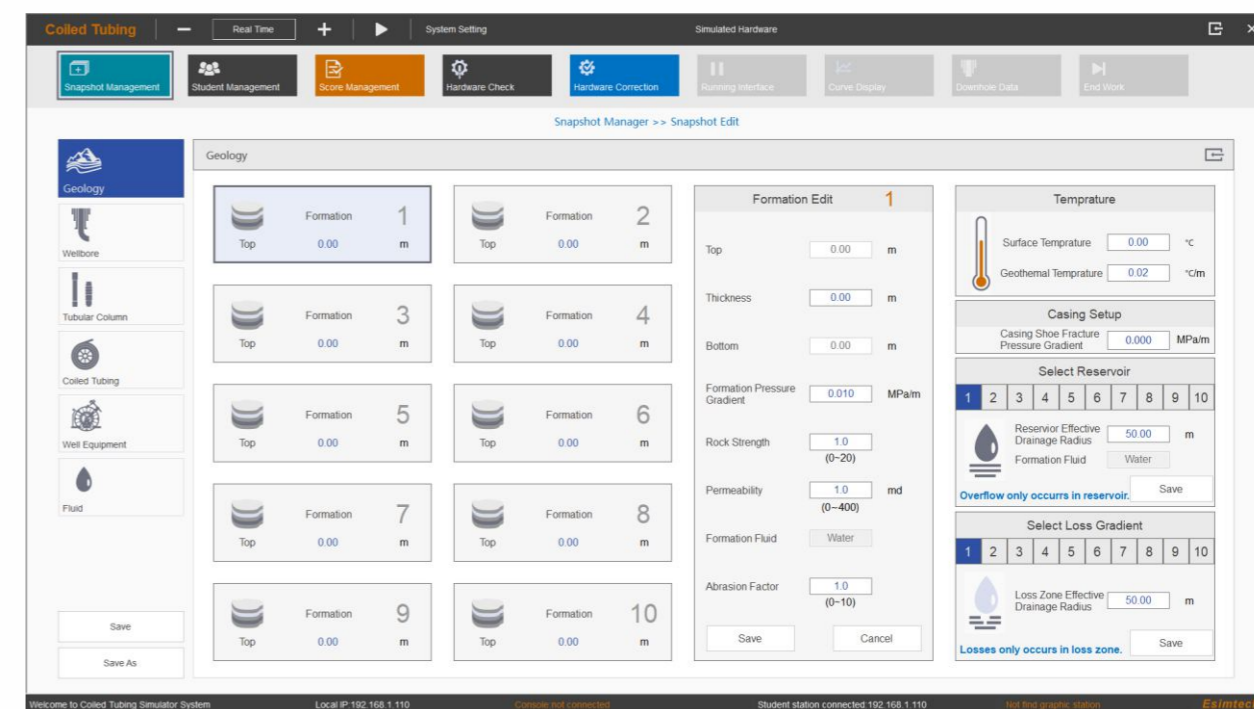 Coiled Tubing
Real Time
System Setting
Simulated Hardware
Snapshot Management
Student Management
Score Management
Hardware Check
Hardware Correction
Running Interface
Curve Display
Downhole Data
End Work
Snapshot Manager >> Snapshot Edit
Geology
Wellbore
Tubular Column
Coiled Tubing
Well Equipment
Fluid
Save
Save As
Geology
Formation 1
Top 0.00 m
Formation 2
Top 0.00 m
Formation 3
Top 0.00 m
Formation 4
Top 0.00 m
Formation 5
Top 0.00 m
Formation 6
Top 0.00 m
Formation 7
Top 0.00 m
Formation 8
Top 0.00 m
Formation 9
Top 0.00 m
Formation 10
Top 0.00 m
Formation Edit 1
Top 0.00 m
Thickness 0.00 m
Bottom 0.00 m
Formation Pressure
Gradient 0.010 MPa/m
Rock Strength 1.0
(0~20)
Permeability 1.0 md
(0~400)
Formation Fluid Water
Abrasion Factor 1.0
(0~10)
Save Cancel
Temprature
Surface Temprature 0.00 °C
Geothemal Temprature 0.02 °C/m
Casing Setup
Casing Shoe Fracture
Pressure Gradient 0.000 MPa/m
Select Reservoir
1 2 3 4 5 6 7 8 9 10
Reservior Effective
Drainage Radius 50.00 m
Formation Fluid Water
Overflow only occurrs in reservoir. Save
Select Loss Gradient
1 2 3 4 5 6 7 8 9 10
Loss Zone Effective
Drainage Radius 50.00 m
Losses only occurs in loss zone. Save
Welcome to Coiled Tubing Simulator System
Local IP:192.168.1.110
Console not connected
Student station connected:192.168.1.110
Not find graphic station
Esimtec